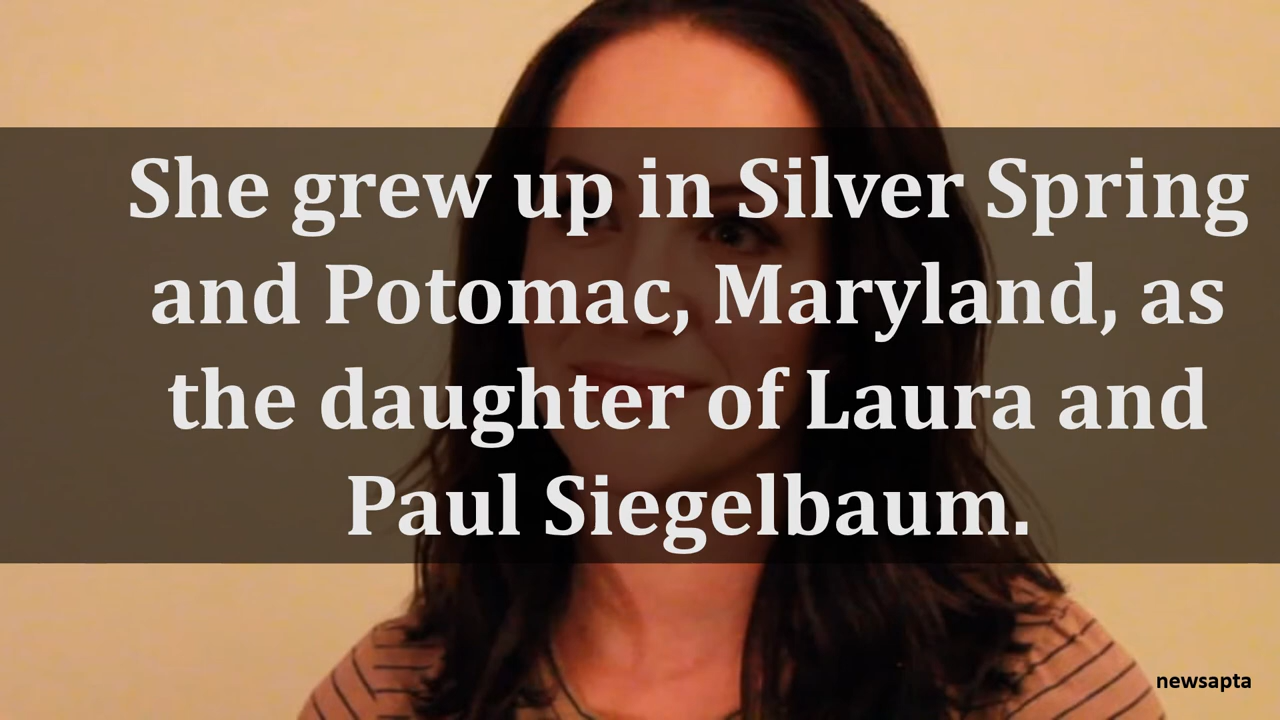 She grew up in Silver Spring
and Potomac, Maryland, as
the daughter of Laura and
Paul Siegelbaum.
newsapta